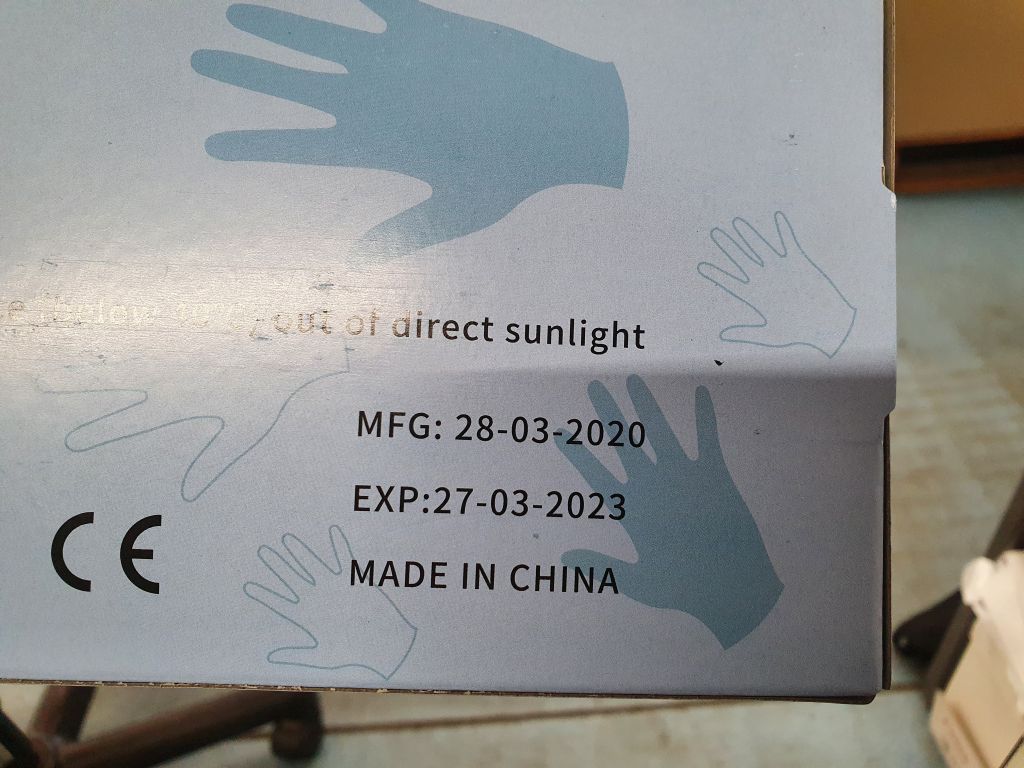 out of direct sunlight
MFG: 28-03-2020
EXP:27-03-2023
CE
MADE IN CHINA